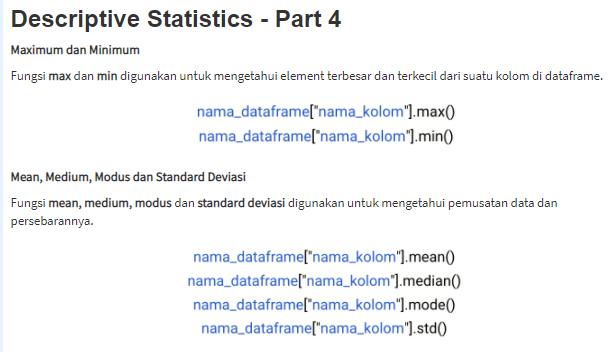 Descriptive Statistics - Part 4
Maximum dan Minimum
Fungsi max dan min digunakan untuk mengetahui element terbesar dan terkecil dari suatu kolom di dataframe.
nama_dataframe["nama_kolom"].max()
nama_dataframe["nama_kolom"].min()
Mean, Medium, Modus dan Standard Deviasi
Fungsi mean, medium, modus dan standard deviasi digunakan untuk mengetahui pemusatan data dan
persebarannya.
nama_dataframe["nama_kolom"].mean()
nama_dataframe["nama_kolom"].median()
nama_dataframe["nama_kolom"].mode()
nama_dataframe["nama_kolom"].std()